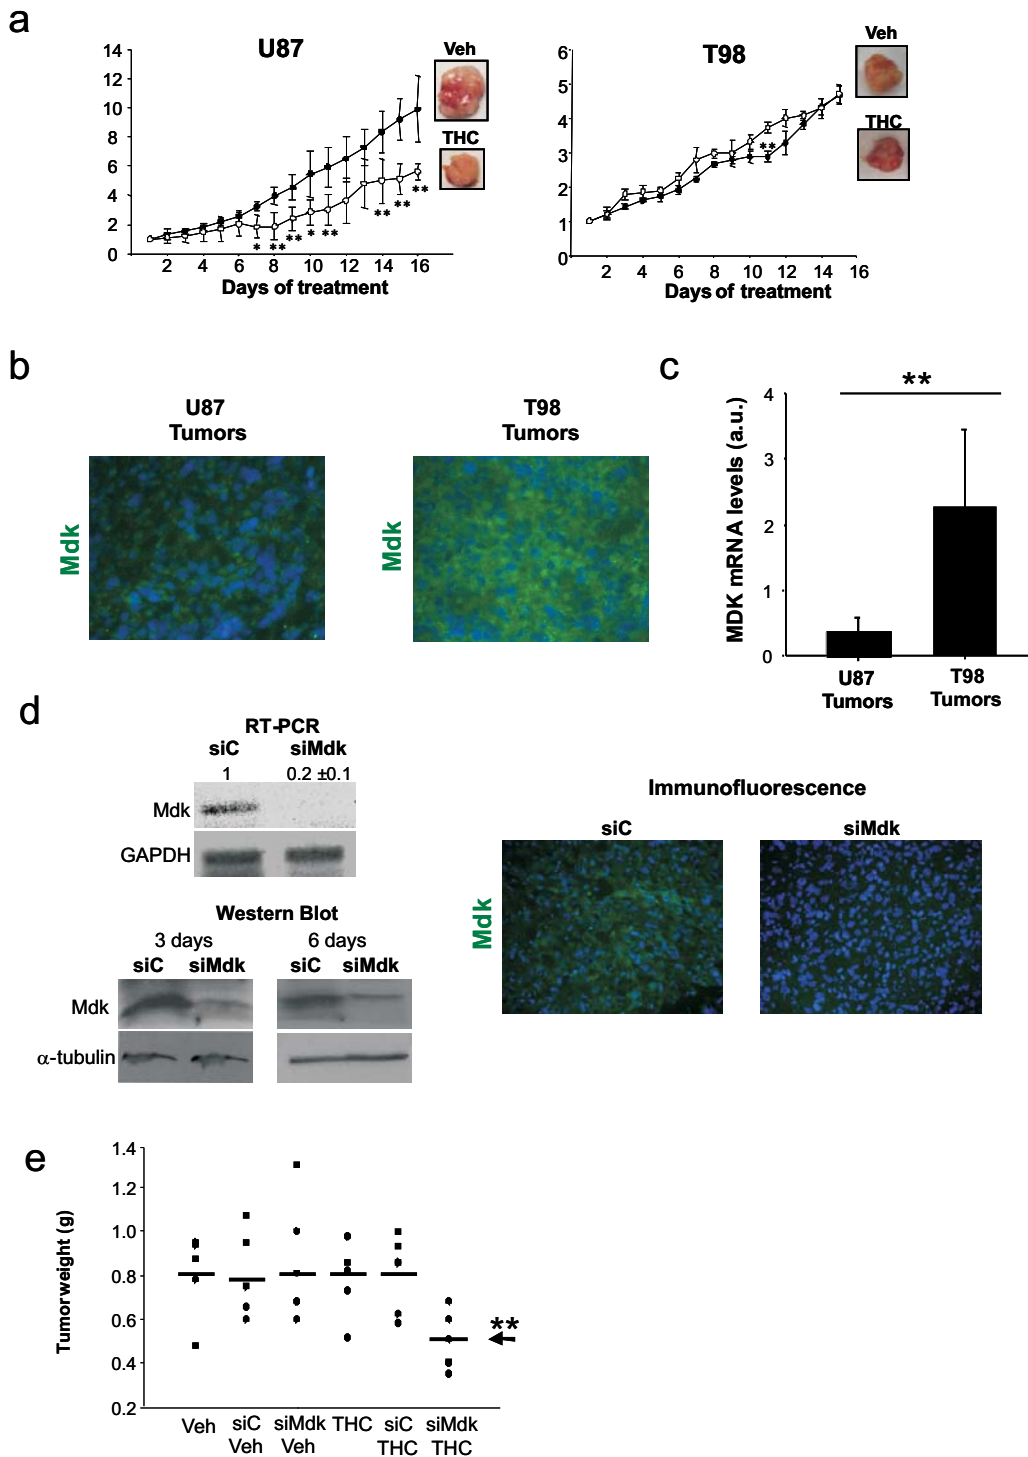 a
U87
Veh
THC
14
12
10
8
6
4
2
0
2 4 6 8 10 12 14 16
* ** ** * ** ** ** **
Days of treatment
T98
Veh
THC
6
5
4
3
2
1
0
2 4 6 8 10 12 14 16
**
Days of treatment
b
U87
Tumors
T98
Tumors
Mdk
Mdk
c
**
MDK mRNA levels (a.u.)
4
3
2
1
0
U87
Tumors
T98
Tumors
d
RT-PCR
siC siMdk
1 0.2 ±0.1
Mdk
GAPDH
Western Blot
3 days 6 days
siC siMdk siC siMdk
Mdk
α-tubulin
Immunofluorescence
siC siMdk
Mdk
e
Tumorweight (g)
1.4
1.2
1.0
0.8
0.6
0.4
0.2
**
Veh siC siMdk THC siC siMdk
Veh Veh THC THC